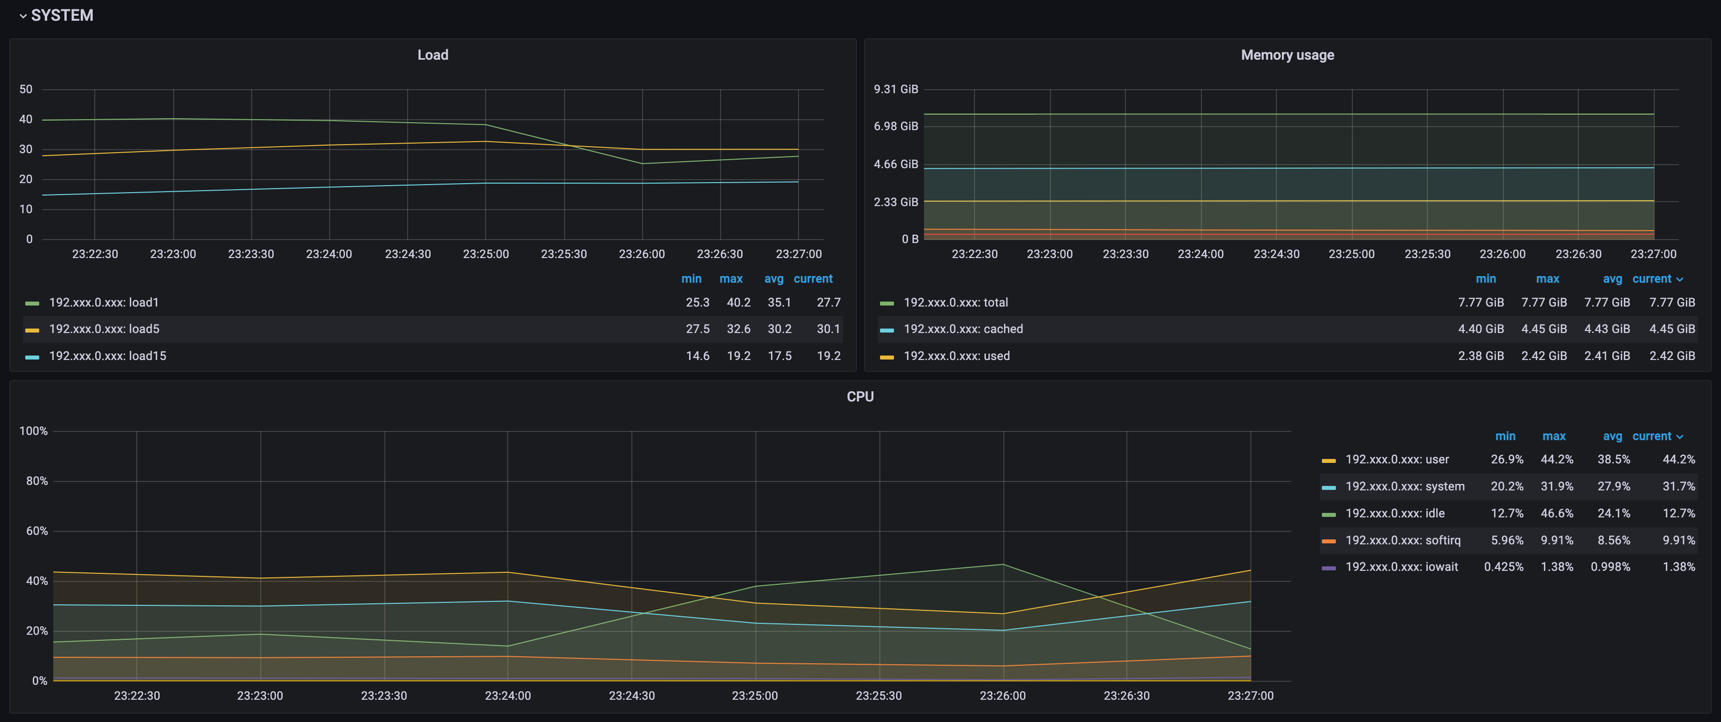 SYSTEM
Load
50
40
30
20
10
0
23:22:30 23:23:00 23:23:30 23:24:00 23:24:30 23:25:00 23:25:30 23:26:00 23:26:30 23:27:00
min max avg current
192.xxx.0.xxx: load1 25.3 40.2 35.1 27.7
192.xxx.0.xxx: load5 27.5 32.6 30.2 30.1
192.xxx.0.xxx: load15 14.6 19.2 17.5 19.2
Memory usage
9.31 GiB
6.98 GiB
4.66 GiB
2.33 GiB
0 B
23:22:30 23:23:00 23:23:30 23:24:00 23:24:30 23:25:00 23:25:30 23:26:00 23:26:30 23:27:00
min max avg current
192.xxx.0.xxx: total 7.77 GiB 7.77 GiB 7.77 GiB 7.77 GiB
192.xxx.0.xxx: cached 4.40 GiB 4.45 GiB 4.43 GiB 4.45 GiB
192.xxx.0.xxx: used 2.38 GiB 2.42 GiB 2.41 GiB 2.42 GiB
CPU
100%
80%
60%
40%
20%
0%
23:22:30 23:23:00 23:23:30 23:24:00 23:24:30 23:25:00 23:25:30 23:26:00 23:26:30 23:27:00
min max avg current
192.xxx.0.xxx: user 26.9% 44.2% 38.5% 44.2%
192.xxx.0.xxx: system 20.2% 31.9% 27.9% 31.7%
192.xxx.0.xxx: idle 12.7% 46.6% 24.1% 12.7%
192.xxx.0.xxx: softirq 5.96% 9.91% 8.56% 9.91%
192.xxx.0.xxx: iowait 0.425% 1.38% 0.998% 1.38%